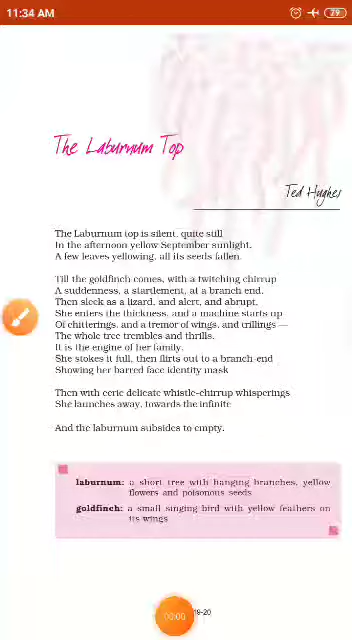 11:34 AM
79
The Laburnum Top
Ted Hughes
The Laburnum top is silent, quite still
In the afternoon yellow September sunlight,
A few leaves yellowing, all its seeds fallen.
Till the goldfinch comes, with a twitching chirrup
A suddenness, a startlement, at a branch end.
Then sleek as a lizard, and alert, and abrupt,
She enters the thickness, and a machine starts up
Of chitterings, and a tremor of wings, and trillings —
The whole tree trembles and thrills.
It is the engine of her family.
She stokes it full, then flirts out to a branch-end
Showing her barred face identity mask
Then with eerie delicate whistle-chirrup whisperings
She launches away, towards the infinite
And the laburnum subsides to empty.
laburnum: a short tree with hanging branches, yellow
flowers and poisonous seeds
goldfinch: a small singing bird with yellow feathers on
its wings
00:00
19-20